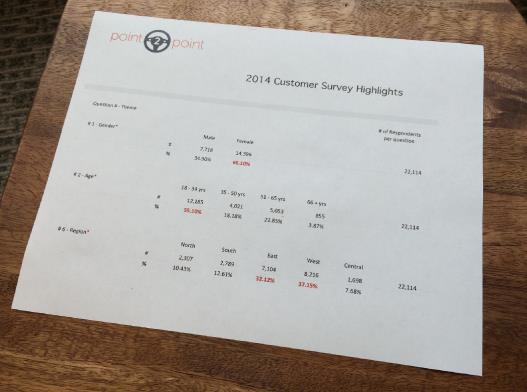 point 2 point
2014 Customer Survey Highlights
Question # - Theme
# of Respondents
per question
# 1 - Gender*
Male Female
# 7,718 14,396 22,114
% 34.90% 65.10%
# 2 - Age*
18 - 34 yrs 35 - 50 yrs 51 - 65 yrs 66 + yrs
# 12,185 4,021 5,053 855 22,114
% 55.10% 18.18% 22.85% 3.87%
# 6 - Region*
North South East West Central
# 2,307 2,789 7,104 8,216 1,698 22,114
% 10.43% 12.61% 32.12% 37.15% 7.68%